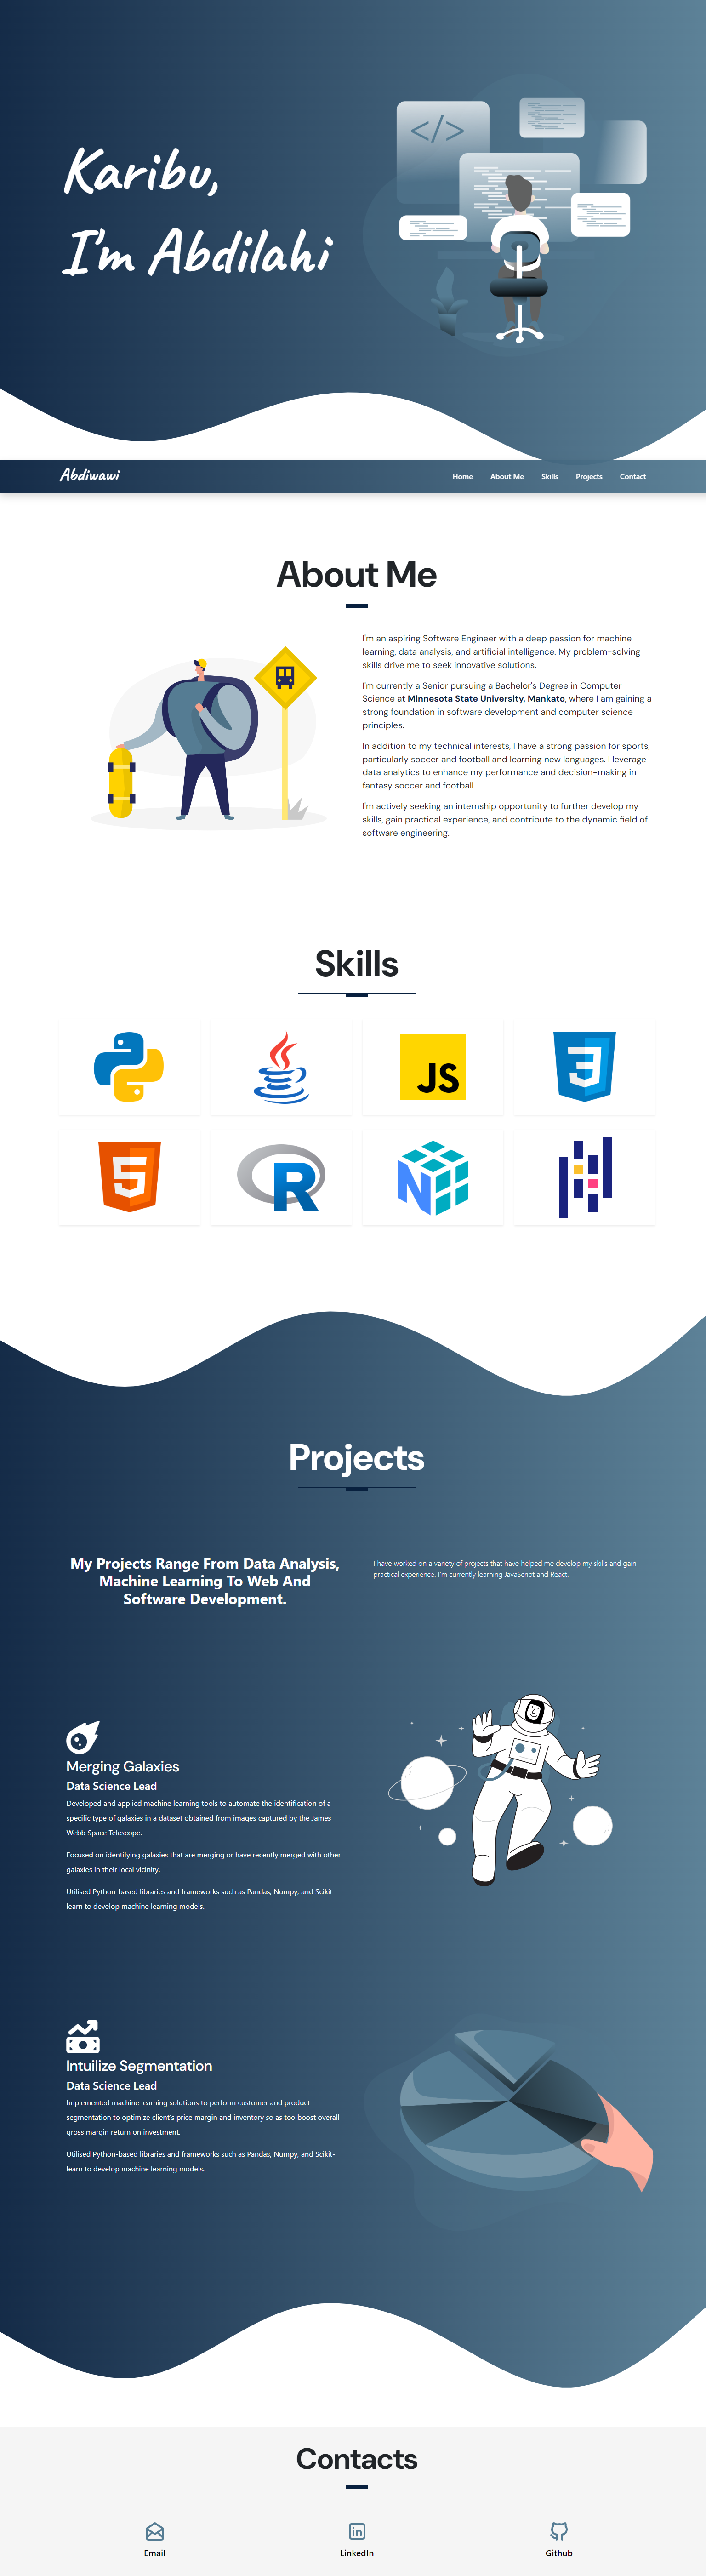 Karibu,
I'm Abdilahi
</>
Abdiwawi
Home About Me Skills Projects Contact
About Me
I'm an aspiring Software Engineer with a deep passion for machine
learning, data analysis, and artificial intelligence. My problem-solving
skills drive me to seek innovative solutions.
I'm currently a Senior pursuing a Bachelor's Degree in Computer
Science at Minnesota State University, Mankato, where I am gaining a
strong foundation in software development and computer science
principles.
In addition to my technical interests, I have a strong passion for sports,
particularly soccer and football and learning new languages. I leverage
data analytics to enhance my performance and decision-making in
fantasy soccer and football.
I'm actively seeking an internship opportunity to further develop my
skills, gain practical experience, and contribute to the dynamic field of
software engineering.
Skills
JS
3
5
R
N
Projects
My Projects Range From Data Analysis,
Machine Learning To Web And
Software Development.
I have worked on a variety of projects that have helped me develop my skills and gain
practical experience. I'm currently learning JavaScript and React.
Merging Galaxies
Data Science Lead
Developed and applied machine learning tools to automate the identification of a
specific type of galaxies in a dataset obtained from images captured by the James
Webb Space Telescope.
Focused on identifying galaxies that are merging or have recently merged with other
galaxies in their local vicinity.
Utilised Python-based libraries and frameworks such as Pandas, Numpy, and Scikit-
learn to develop machine learning models.
Intuilize Segmentation
Data Science Lead
Implemented machine learning solutions to perform customer and product
segmentation to optimize client's price margin and inventory so as too boost overall
gross margin return on investment.
Utilised Python-based libraries and frameworks such as Pandas, Numpy, and Scikit-
learn to develop machine learning models.
Contacts
in
Email LinkedIn Github